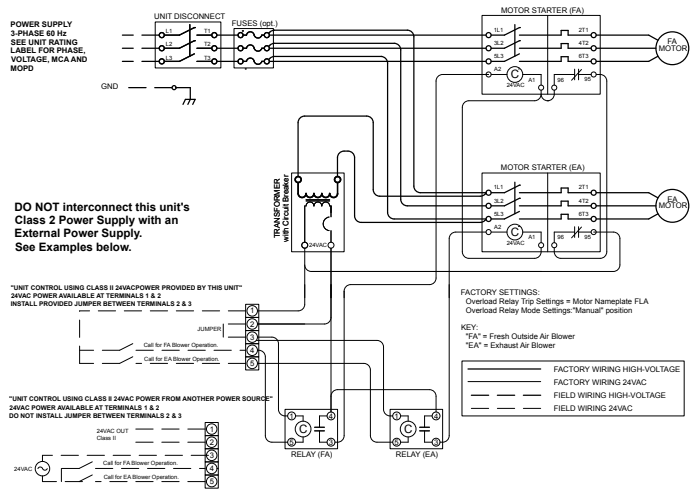 POWER SUPPLY
3-PHASE 60 Hz
SEE UNIT RATING
LABEL FOR PHASE,
VOLTAGE, MCA AND
MOPD
UNIT DISCONNECT
L1 T1
L2 T2
L3 T3
FUSES (opt.)
GND
MOTOR STARTER (FA)
1L1 2T1
3L2 4T2
5L3 6T3
A2 C A1 96 95
24VAC
FA
MOTOR
MOTOR STARTER (EA)
1L1 2T1
3L2 4T2
5L3 6T3
A2 C A1 96 95
24VAC
EA
MOTOR
TRANSFORMER
with Circuit Breaker
24VAC
DO NOT interconnect this unit's
Class 2 Power Supply with an
External Power Supply.
See Examples below.
"UNIT CONTROL USING CLASS II 24VACPOWER PROVIDED BY THIS UNIT"
24VAC POWER AVAILABLE AT TERMINALS 1 & 2
INSTALL PROVIDED JUMPER BETWEEN TERMINALS 2 & 3
1
2
JUMPER
3
Call for FA Blower Operation.
4
Call for EA Blower Operation.
5
FACTORY SETTINGS:
Overload Relay Trip Settings = Motor Nameplate FLA
Overload Relay Mode Settings:"Manual" position
KEY:
"FA" = Fresh Outside Air Blower
"EA" = Exhaust Air Blower
FACTORY WIRING HIGH-VOLTAGE
FACTORY WIRING 24VAC
FIELD WIRING HIGH-VOLTAGE
FIELD WIRING 24VAC
"UNIT CONTROL USING CLASS II 24VAC POWER FROM ANOTHER POWER SOURCE"
24VAC POWER AVAILABLE AT TERMINALS 1 & 2
DO NOT INSTALL JUMPER BETWEEN TERMINALS 2 & 3
24VAC OUT
Class II
1
2
3
24VAC
Call for FA Blower Operation.
4
Call for EA Blower Operation.
5
1 4
C
5 3
RELAY (FA)
1 4
C
5 3
RELAY (EA)